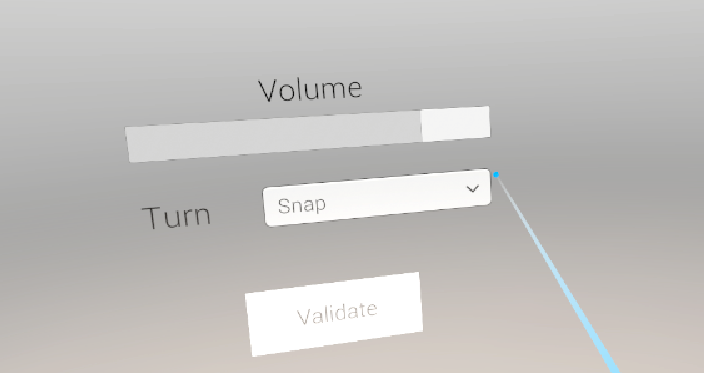 Volume
Turn
Snap
Validate